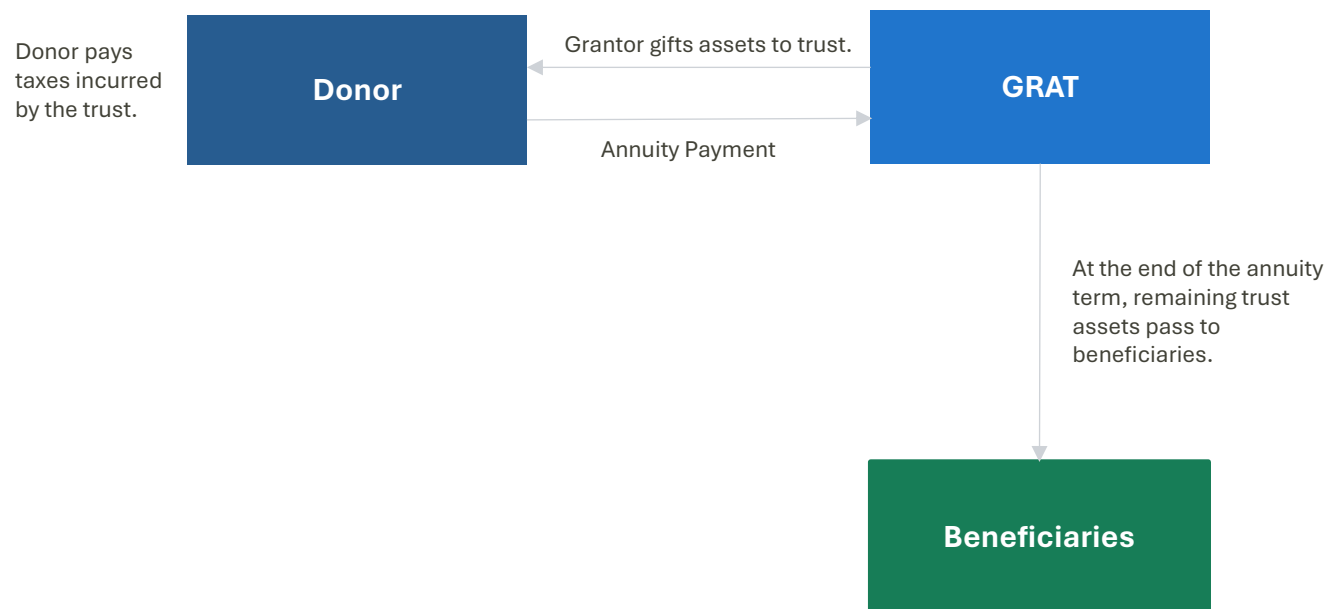 Donor pays
taxes incurred
by the trust.
Donor
Grantor gifts assets to trust.
Annuity Payment
GRAT
At the end of the annuity
term, remaining trust
assets pass to
beneficiaries.
Beneficiaries